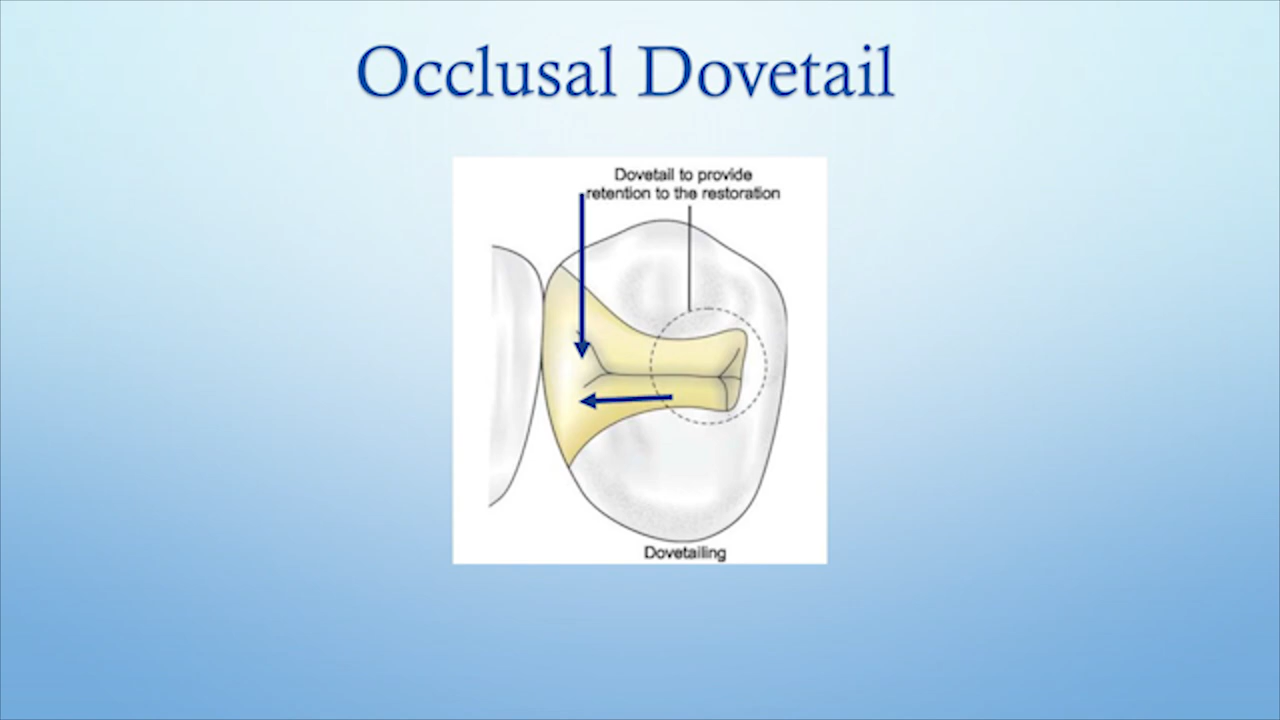 Occlusal Dovetail
Dovetail to provide
retention to the restoration
Dovetailing